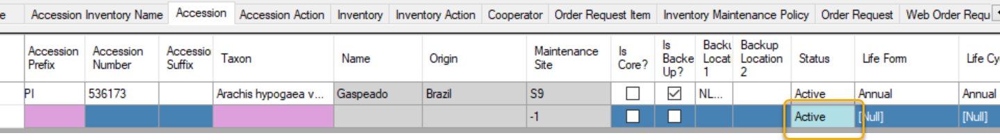 e Accession Inventory Name Accession Accession Action Inventory Inventory Action Cooperator Order Request Item Inventory Maintenance Policy Order Request Web Order Requ
Accession Prefix Accession Number Accessio Suffix Taxon Name Origin Maintenance Site Is Core? Is Backe Up? Backu Locati 1 Backup Location 2 Status Life Form Life Cy
PI 536173 Arachis hypogaea v... Gaspeado Brazil S9 NL... Active Annual Annual
-1 Active [Null] [Null]